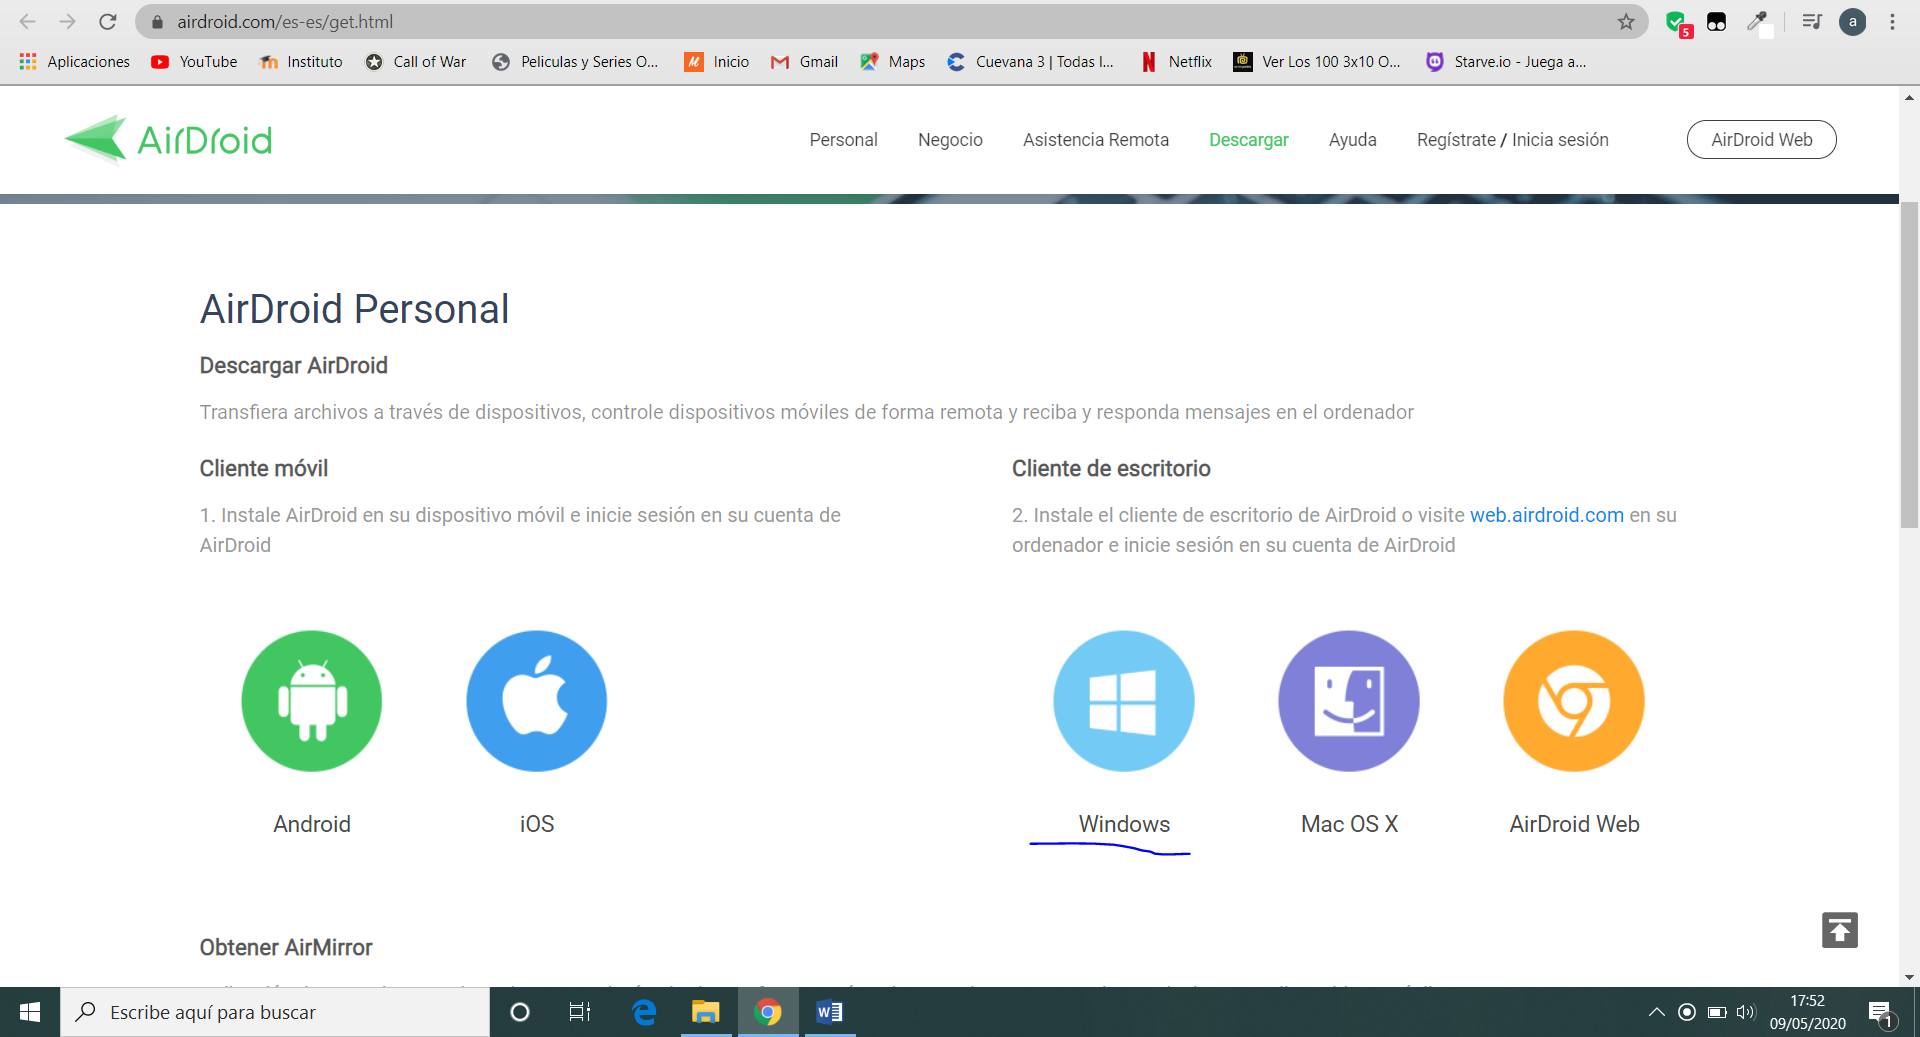 airdroid.com/es-es/get.html
5
a
Aplicaciones YouTube Instituto Call of War Peliculas y Series O... Inicio Gmail Maps Cuevana 3 | Todas l... Netflix Ver Los 100 3x10 O... Starve.io - Juega a...
AirDroid
Personal Negocio Asistencia Remota Descargar Ayuda Regístrate / Inicia sesión AirDroid Web
AirDroid Personal
Descargar AirDroid
Transfiera archivos a través de dispositivos, controle dispositivos móviles de forma remota y reciba y responda mensajes en el ordenador
Cliente móvil
1. Instale AirDroid en su dispositivo móvil e inicie sesión en su cuenta de
AirDroid
Cliente de escritorio
2. Instale el cliente de escritorio de AirDroid o visite web.airdroid.com en su
ordenador e inicie sesión en su cuenta de AirDroid
Android iOS
Windows Mac OS X AirDroid Web
Obtener AirMirror
Escribe aquí para buscar
17:52
09/05/2020
1